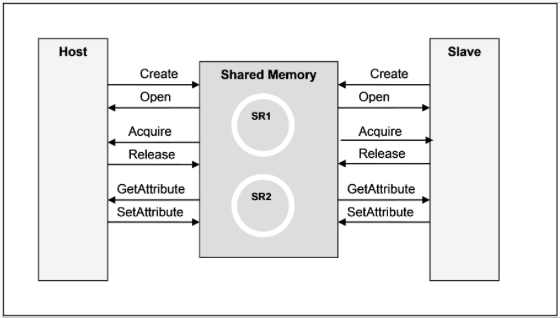 Host
Slave
Shared Memory
Create
Create
Open
Open
SR1
Acquire
Acquire
Release
Release
GetAttribute
SR2
GetAttribute
SetAttribute
SetAttribute